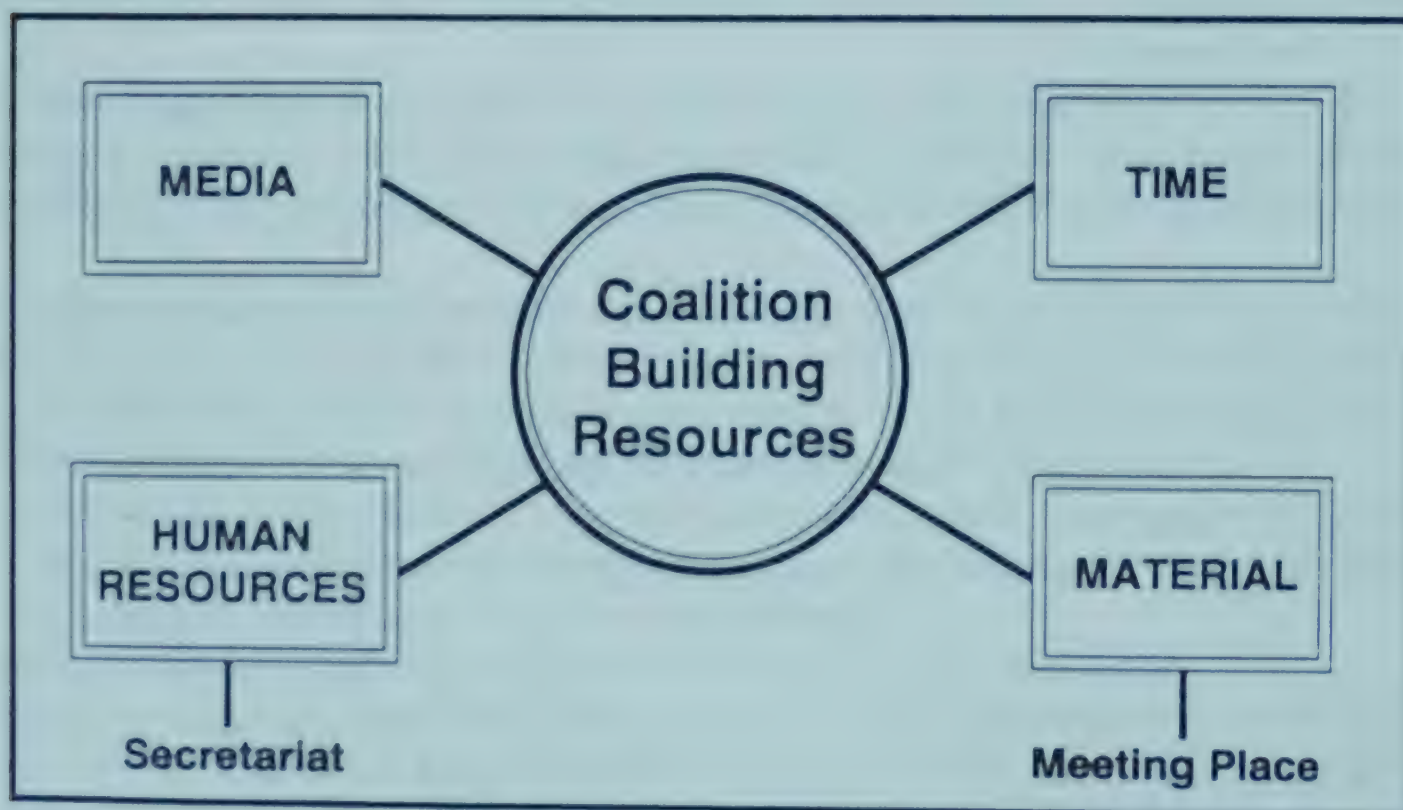 MEDIA
TIME
Coalition
Building
Resources
HUMAN
RESOURCES
MATERIAL
Secretariat
Meeting Place